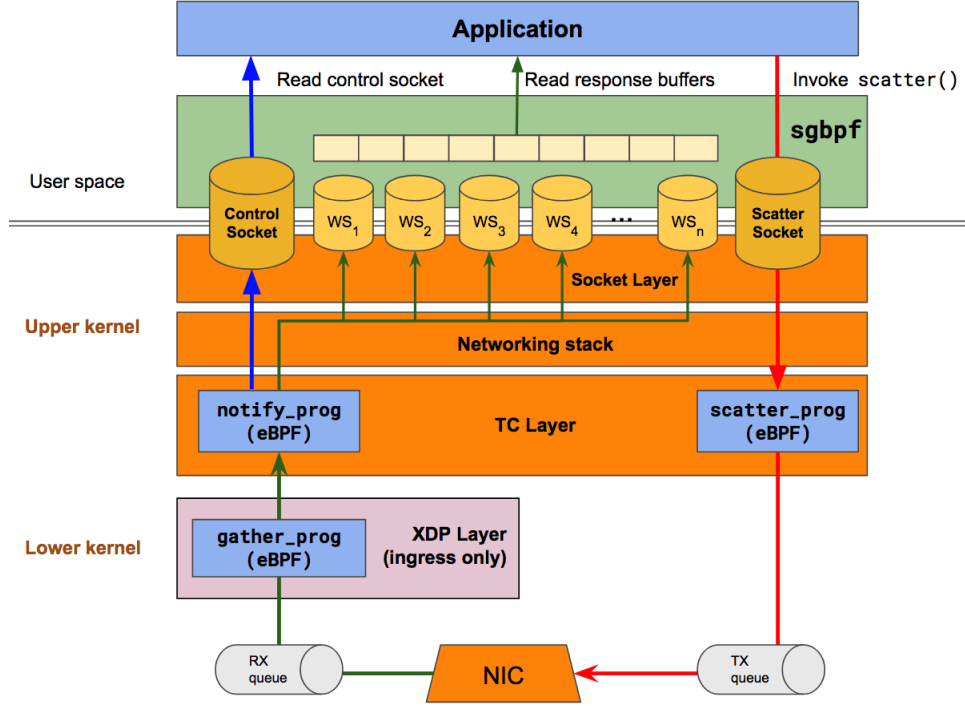 Application
Read control socket
Read response buffers
Invoke scatter()
sgbpf
User space
Control
Socket
WS1
WS2
WS3
WS4
...
WSn
Scatter
Socket
Socket Layer
Upper kernel
Networking stack
notify_prog
(eBPF)
TC Layer
scatter_prog
(eBPF)
Lower kernel
gather_prog
(eBPF)
XDP Layer
(ingress only)
RX
queue
NIC
TX
queue